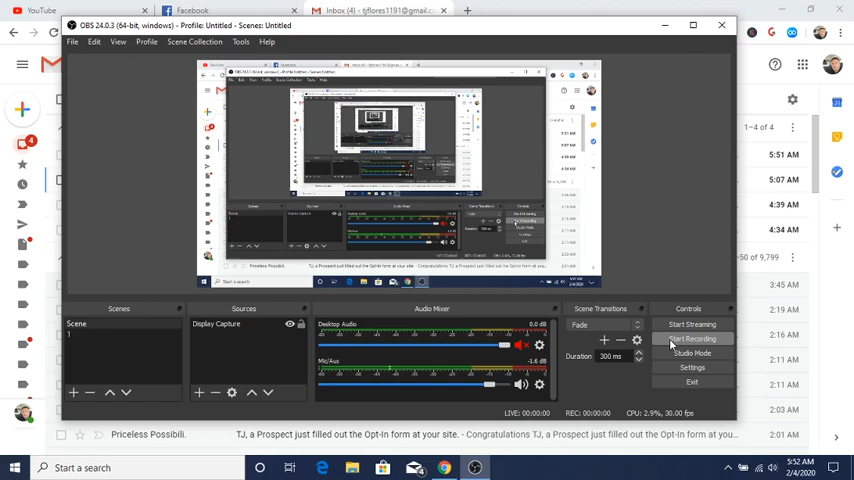 YouTube
Facebook
Inbox (4) - tjflores1191@gmail.c
OBS 24.0.3 (64-bit, windows) - Profile: Untitled - Scenes: Untitled
File Edit View Profile Scene Collection Tools Help
4
1–4 of 4
5:51 AM
5:07 AM
4:39 AM
4:34 AM
-50 of 9,799
3:45 AM
2:19 AM
2:16 AM
2:11 AM
2:03 AM
Scenes
Sources
Audio Mixer
Scene Transitions
Controls
Scene
1
Display Capture
Desktop Audio
0.0 dB
Mic/Aux
-1.6 dB
Fade
Duration
300 ms
Start Streaming
Start Recording
Studio Mode
Settings
Exit
LIVE: 00:00:00
REC: 00:00:00
CPU: 2.9%, 30.00 fps
Priceless Possibili.
TJ, a Prospect just filled out the Opt-In form at your site. - Congratulations TJ, a Prospect just filled out the Opt-In form at you...
2:01 AM
Start a search
4
5:52 AM
2/4/2020